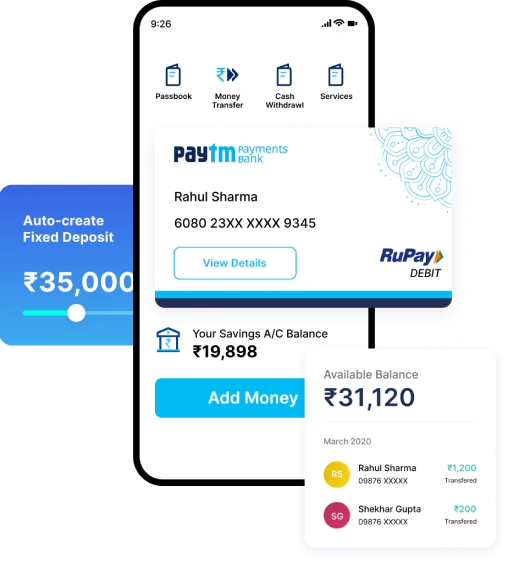 9:26
Passbook
Money
Transfer
Cash
Withdrawl
Services
paytm Payments
Bank
Rahul Sharma
6080 23XX XXXX 9345
View Details
RuPay
DEBIT
Auto-create
Fixed Deposit
₹35,000
Your Savings A/C Balance
₹19,898
Add Money
Available Balance
₹31,120
March 2020
RS
Rahul Sharma
₹1,200
09876 XXXXX
Transfered
SG
Shekhar Gupta
₹200
09876 XXXXX
Transfered